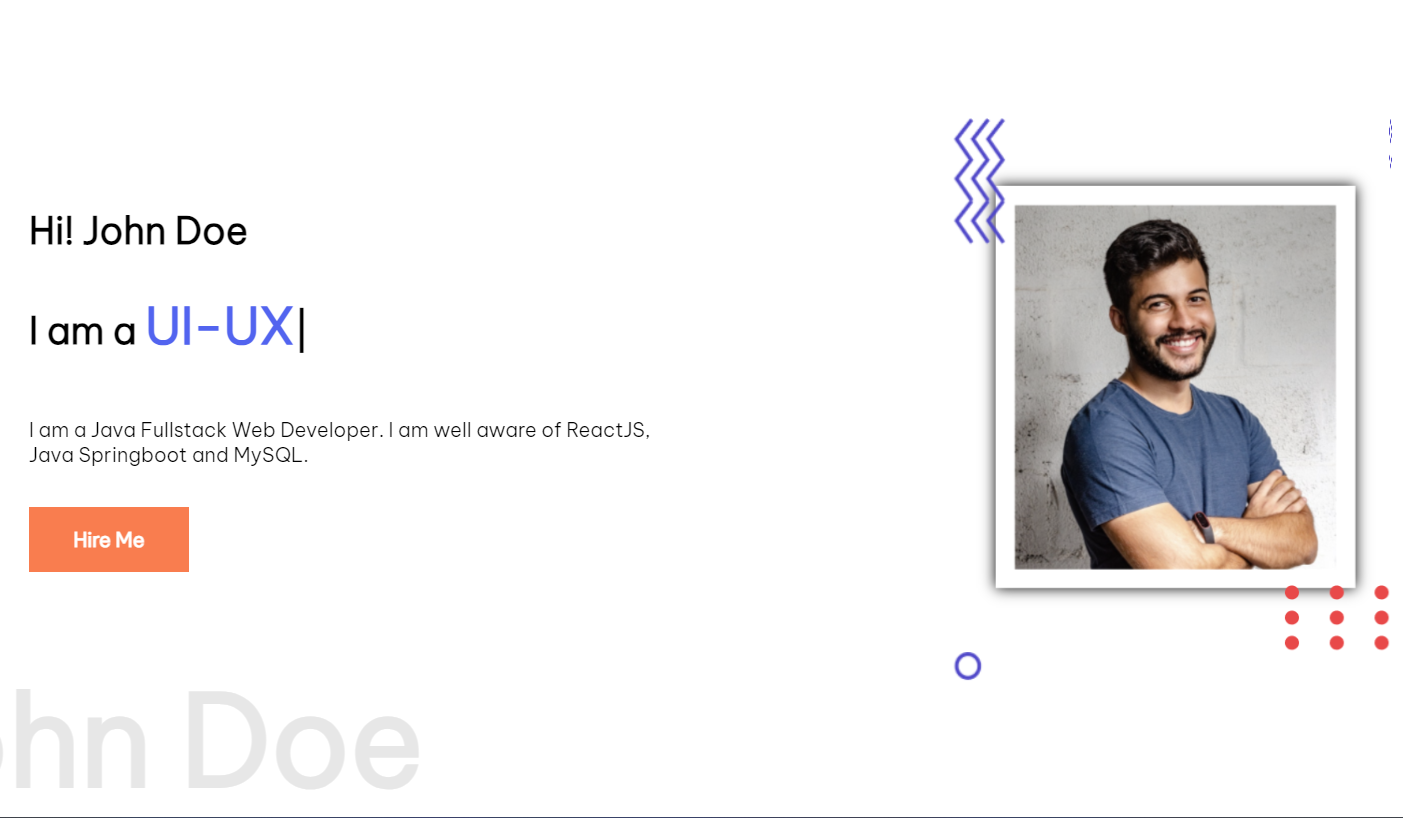 Hi! John Doe
I am a UI-UX|
I am a Java Fullstack Web Developer. I am well aware of ReactJS,
Java Springboot and MySQL.
Hire Me
ohn Doe